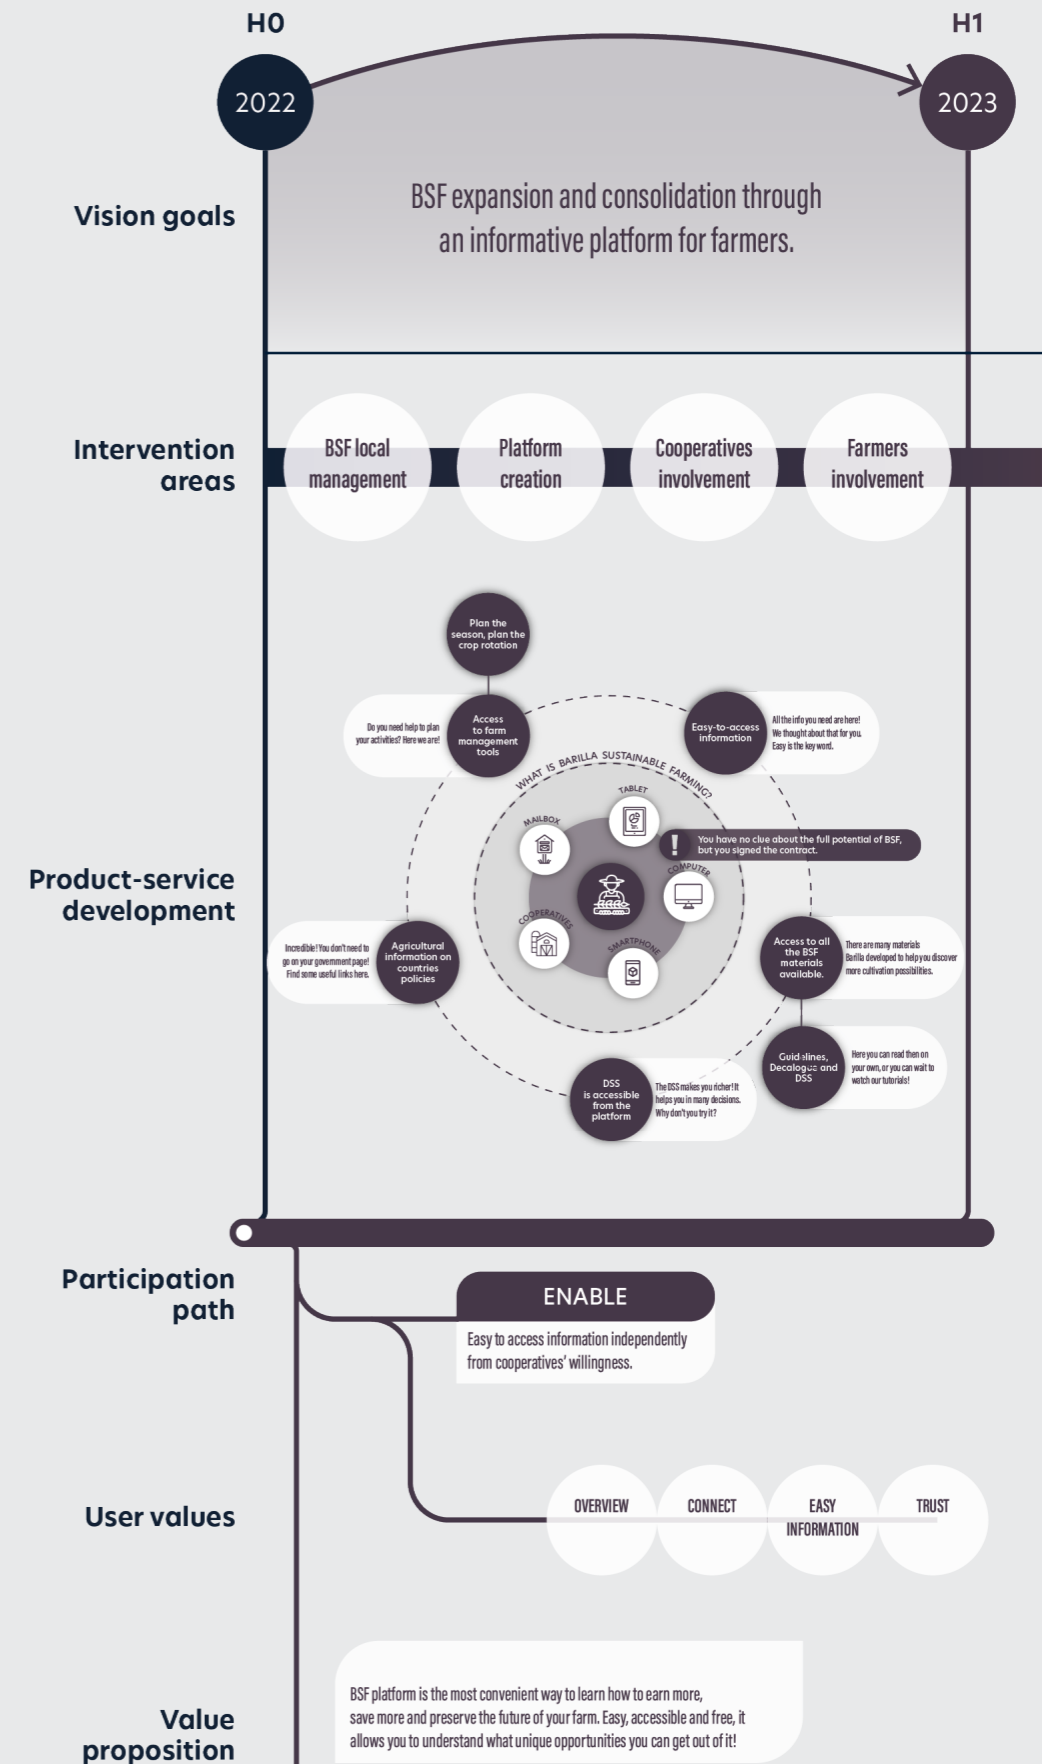 H0
H1
2022
2023
Vision goals
BSF expansion and consolidation through
an informative platform for farmers.
Intervention
areas
BSF local
management
Platform
creation
Cooperatives
involvement
Farmers
involvement
Product-service
development
Plan the
season, plan the
crop rotation
Do you need help to plan
your activities? Here we are!
Access
to farm
management
tools
Easy-to-access
information
All the info you need are here!
We thought about that for you.
Easy is the key word.
WHAT IS BARILLA SUSTAINABLE FARMING?
TABLET
MAILBOX
!
You have no clue about the full potential of BSF,
but you signed the contract.
COMPUTER
COOPERATIVES
SMARTPHONE
Incredible! You don't need to
go on your government page!
Find some useful links here.
Agricultural
information on
countries
policies
Access to all
the BSF
materials
available.
There are many materials
Barilla developed to help you discover
more cultivation possibilities.
Guidelines,
Decalogue and
DSS
Here you can read then on
your own, or you can wait to
watch our tutorials!
DSS
is accessible
from the
platform
The DSS makes you richer! It
helps you in many decisions.
Why don't you try it?
Participation
path
ENABLE
Easy to access information independently
from cooperatives' willingness.
User values
OVERVIEW
CONNECT
EASY
INFORMATION
TRUST
Value
proposition
BSF platform is the most convenient way to learn how to earn more,
save more and preserve the future of your farm. Easy, accessible and free, it
allows you to understand what unique opportunities you can get out of it!